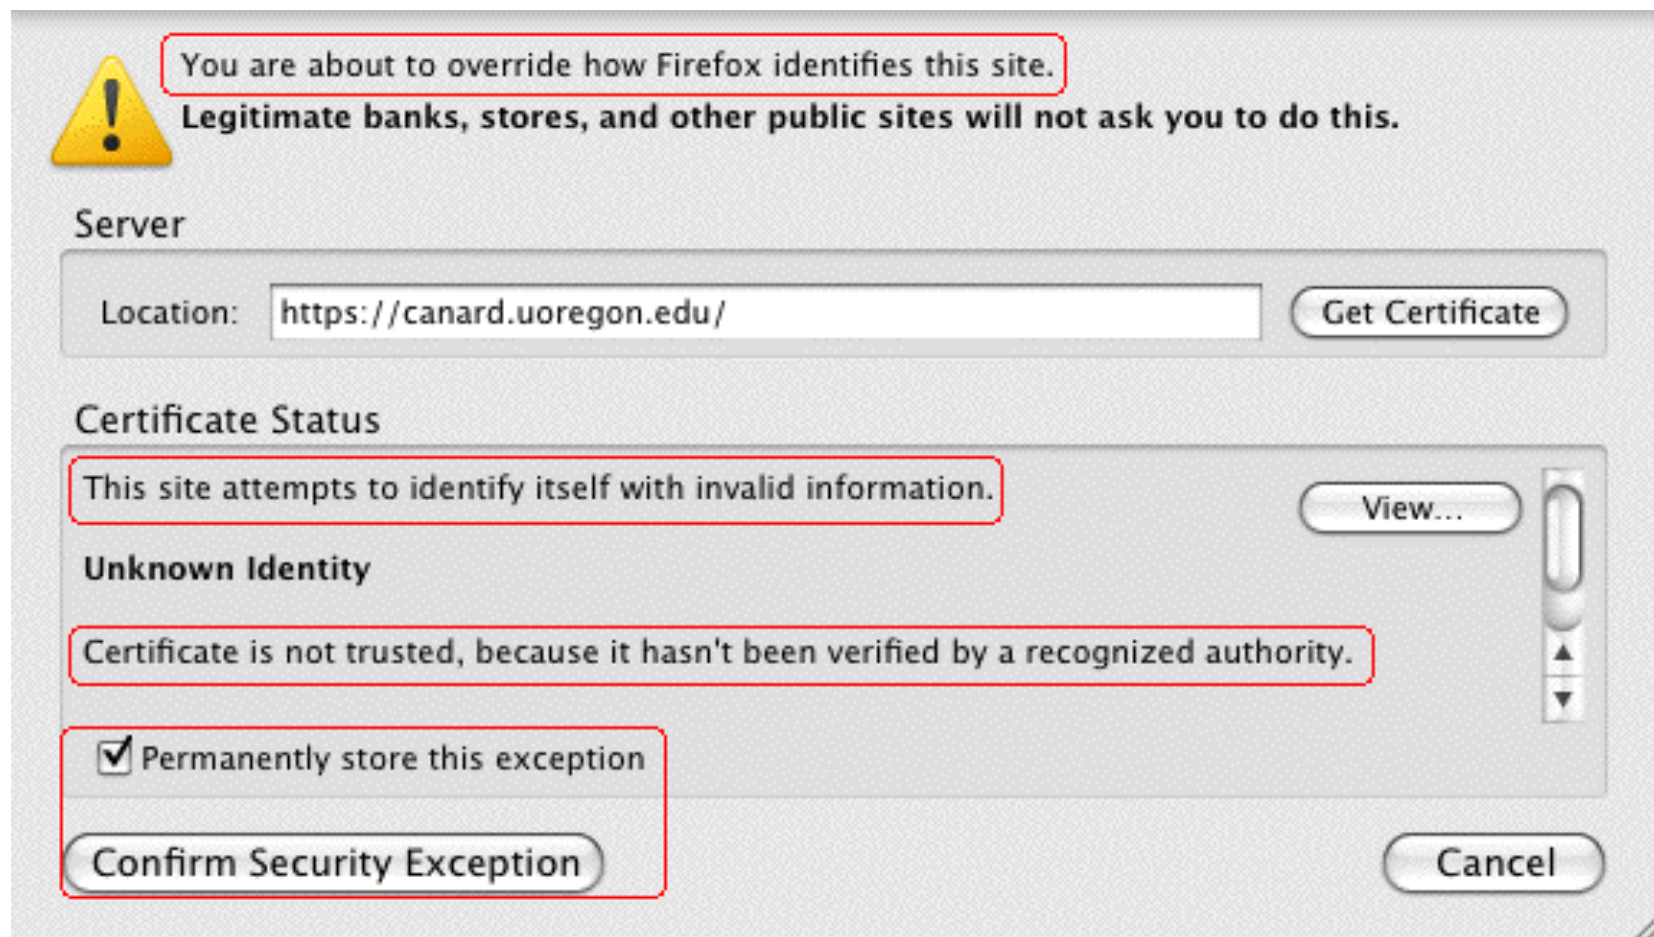 You are about to override how Firefox identifies this site.
Legitimate banks, stores, and other public sites will not ask you to do this.
Server
Location: https://canard.uoregon.edu/ Get Certificate
Certificate Status
This site attempts to identify itself with invalid information.
View...
Unknown Identity
Certificate is not trusted, because it hasn't been verified by a recognized authority.
Permanently store this exception
Confirm Security Exception Cancel